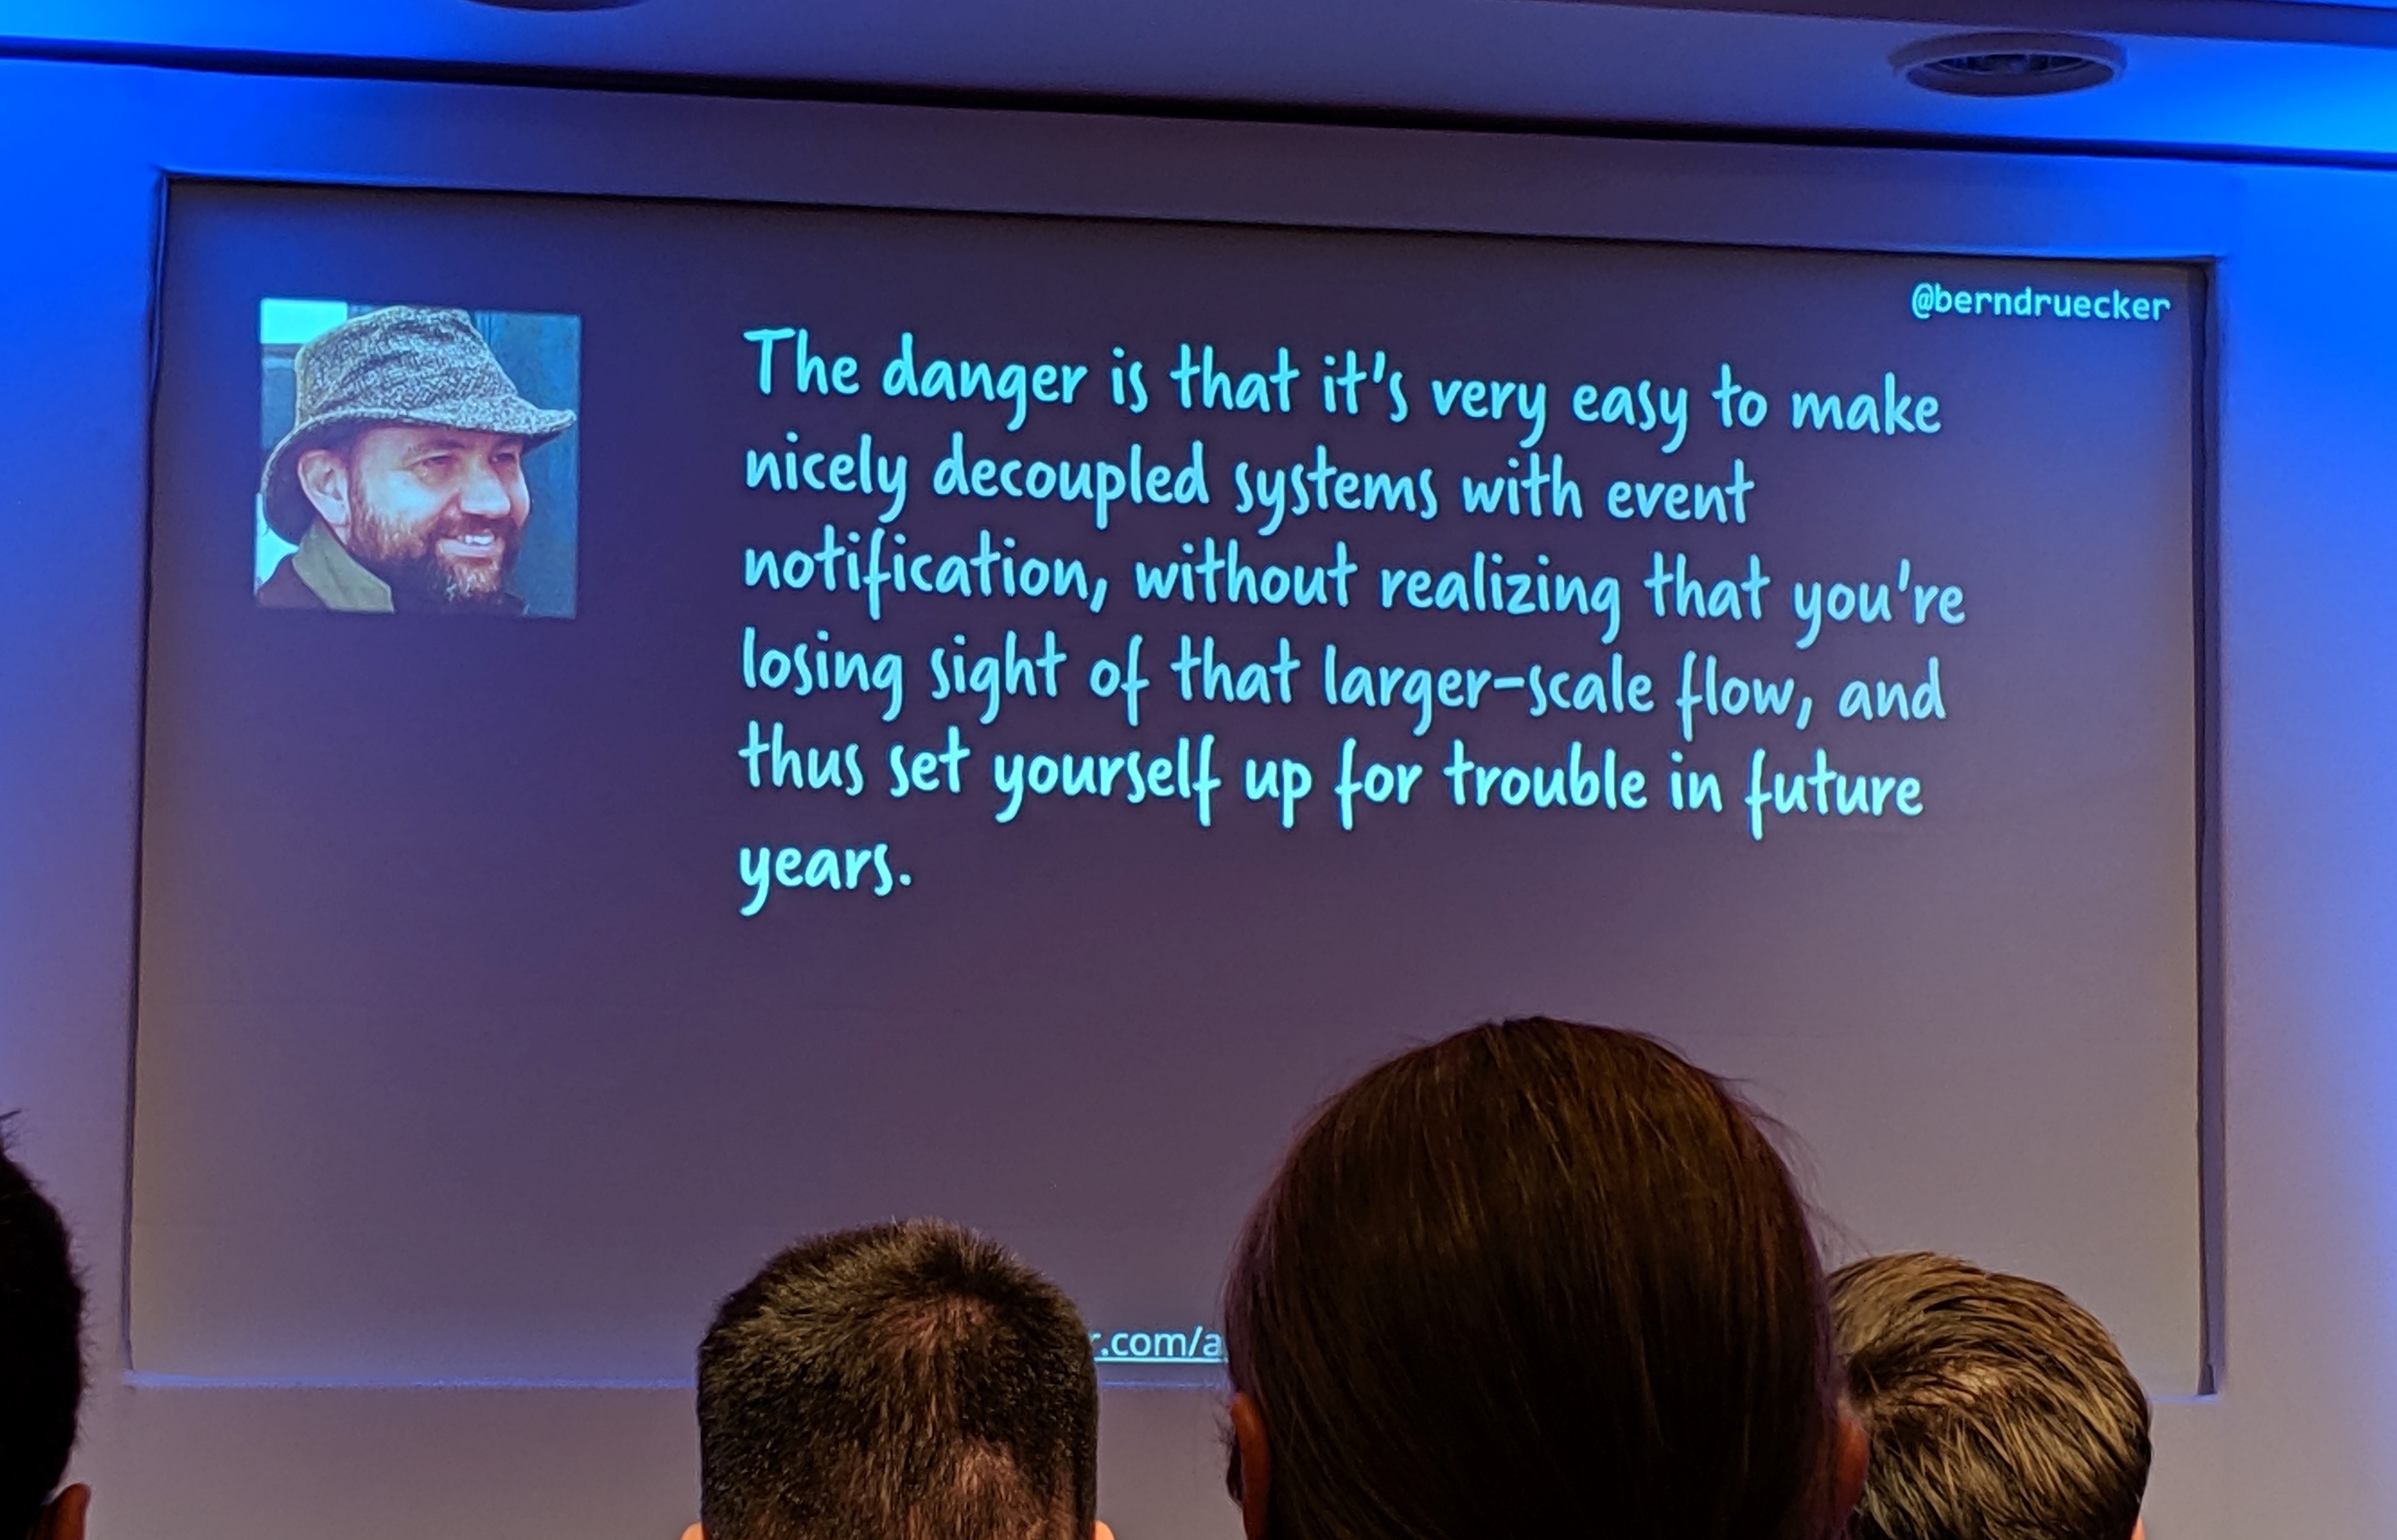 @berndruecker
The danger is that it's very easy to make
nicely decoupled systems with event
notification, without realizing that you're
losing sight of that larger-scale flow, and
thus set yourself up for trouble in future
years.
r.com/a